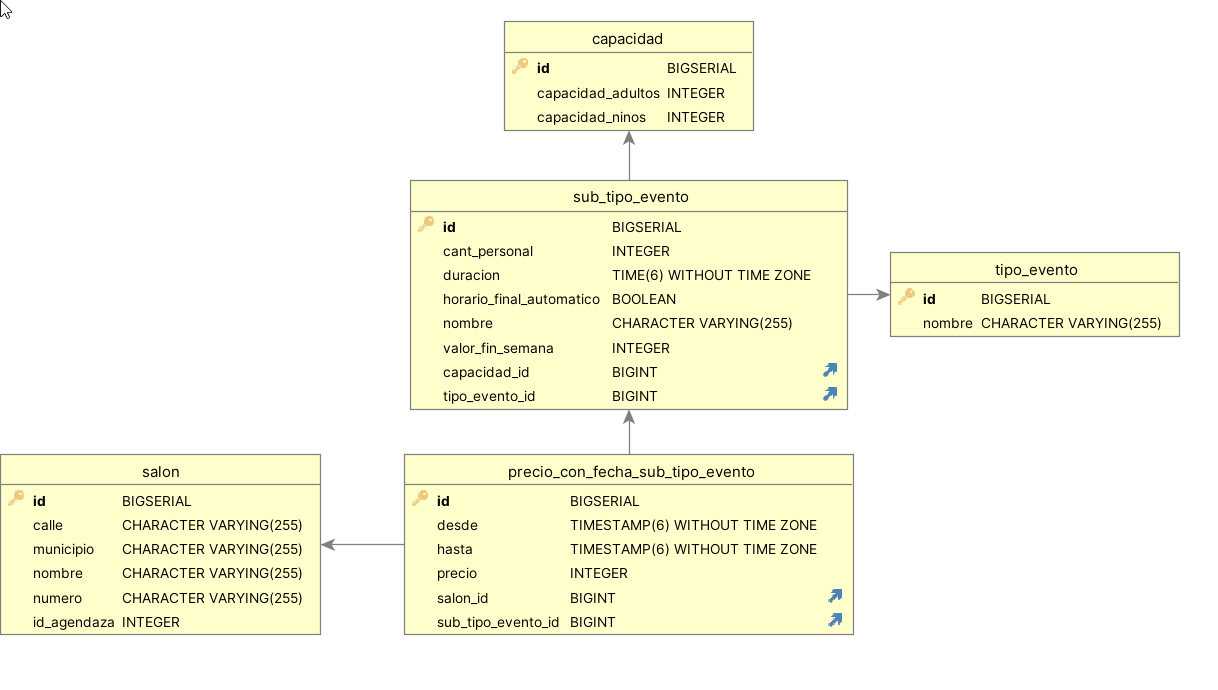 capacidad
id BIGSERIAL
capacidad_adultos INTEGER
capacidad_ninos INTEGER
sub_tipo_evento
id BIGSERIAL
cant_personal INTEGER
duracion TIME(6) WITHOUT TIME ZONE
horario_final_automatico BOOLEAN
nombre CHARACTER VARYING(255)
valor_fin_semana INTEGER
capacidad_id BIGINT
tipo_evento_id BIGINT
tipo_evento
id BIGSERIAL
nombre CHARACTER VARYING(255)
salon
id BIGSERIAL
calle CHARACTER VARYING(255)
municipio CHARACTER VARYING(255)
nombre CHARACTER VARYING(255)
numero CHARACTER VARYING(255)
id_agendaza INTEGER
precio_con_fecha_sub_tipo_evento
id BIGSERIAL
desde TIMESTAMP(6) WITHOUT TIME ZONE
hasta TIMESTAMP(6) WITHOUT TIME ZONE
precio INTEGER
salon_id BIGINT
sub_tipo_evento_id BIGINT